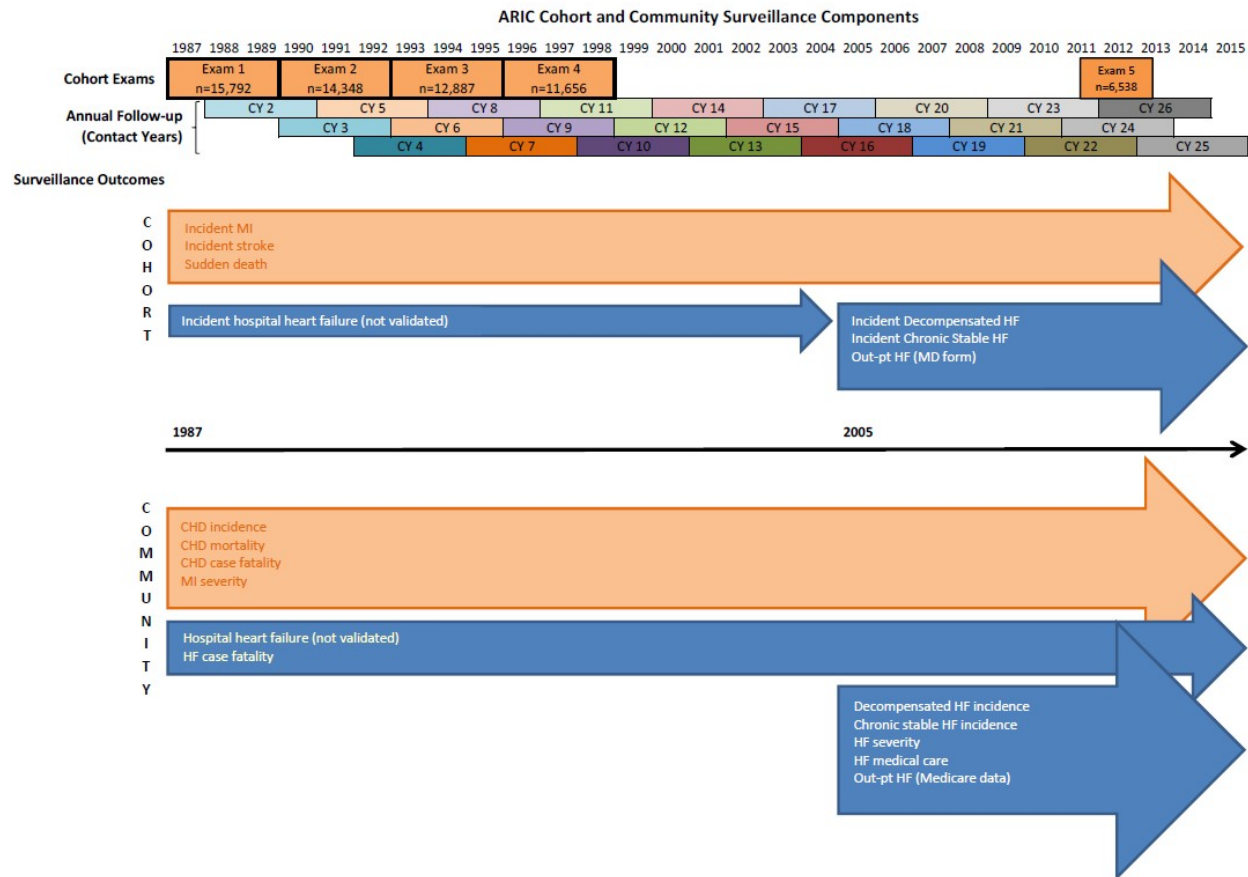 ARIC Cohort and Community Surveillance Components
1987 1988 1989 1990 1991 1992 1993 1994 1995 1996 1997 1998 1999 2000 2001 2002 2003 2004 2005 2006 2007 2008 2009 2010 2011 2012 2013 2014 2015
Cohort Exams
Exam 1
n=15,792
Exam 2
n=14,348
Exam 3
n=12,887
Exam 4
n=11,656
Exam 5
n=6,538
Annual Follow-up
(Contact Years)
CY 2 CY 5 CY 8 CY 11 CY 14 CY 17 CY 20 CY 23 CY 26
CY 3 CY 6 CY 9 CY 12 CY 15 CY 18 CY 21 CY 24
CY 4 CY 7 CY 10 CY 13 CY 16 CY 19 CY 22 CY 25
Surveillance Outcomes
COHORT
Incident MI
Incident stroke
Sudden death
Incident hospital heart failure (not validated)
Incident Decompensated HF
Incident Chronic Stable HF
Out-pt HF (MD form)
1987 2005
COMMUNITY
CHD incidence
CHD mortality
CHD case fatality
MI severity
Hospital heart failure (not validated)
HF case fatality
Decompensated HF incidence
Chronic stable HF incidence
HF severity
HF medical care
Out-pt HF (Medicare data)